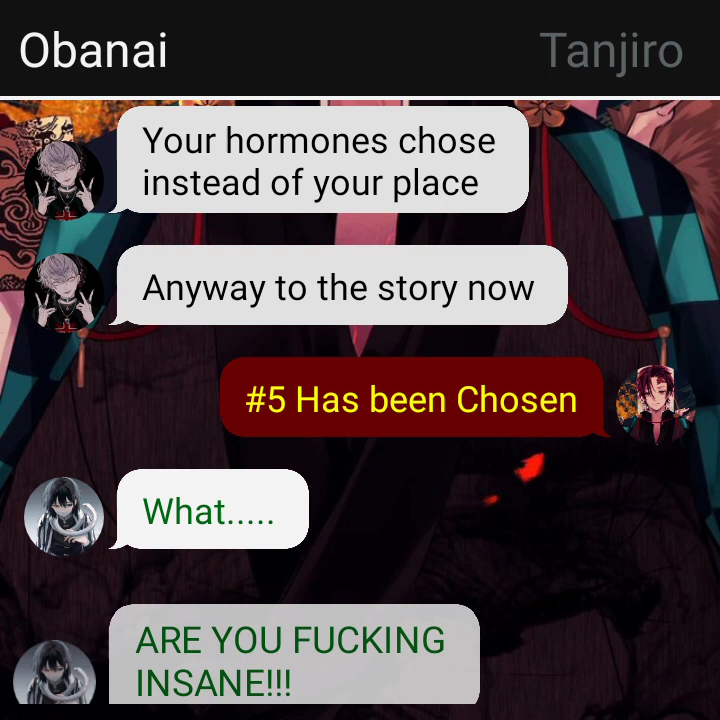 Obanai
Tanjiro
Your hormones chose
instead of your place
Anyway to the story now
#5 Has been Chosen
What.....
ARE YOU FUCKING
INSANE!!!